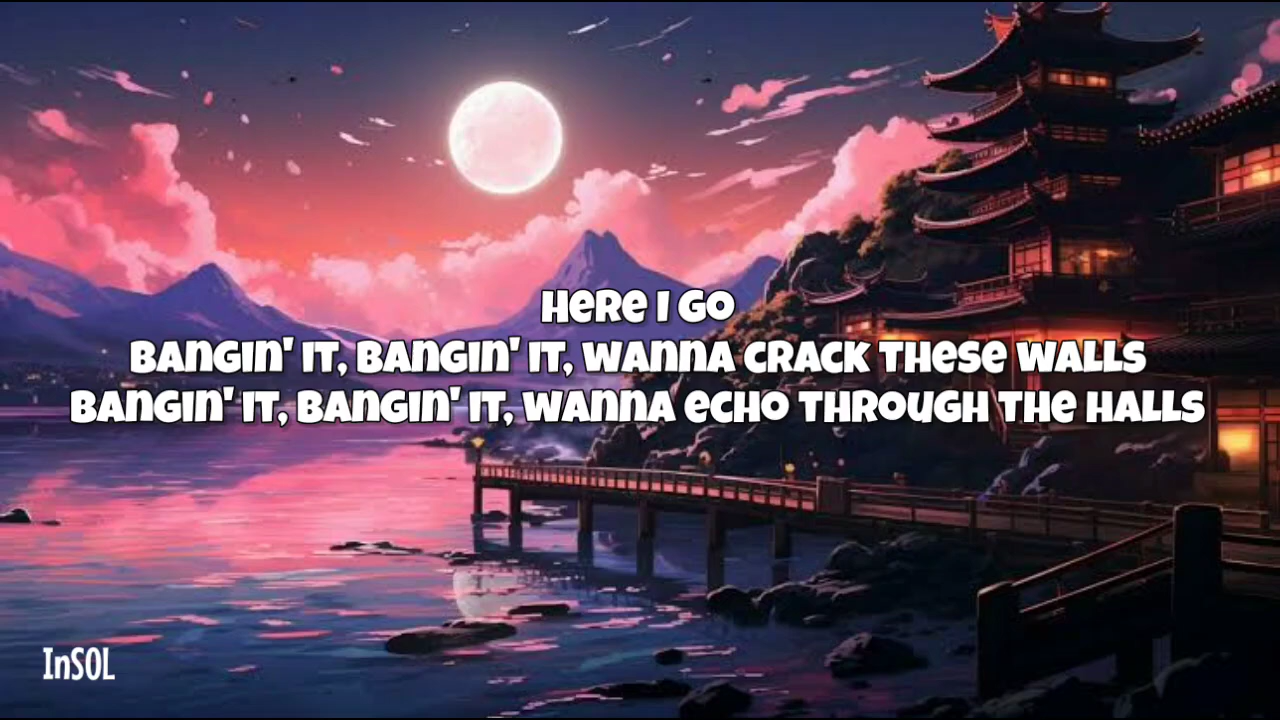 Here I go
Bangin' it, bangin' it, wanna crack these walls
Bangin' it, bangin' it, wanna echo through the halls
InSOL